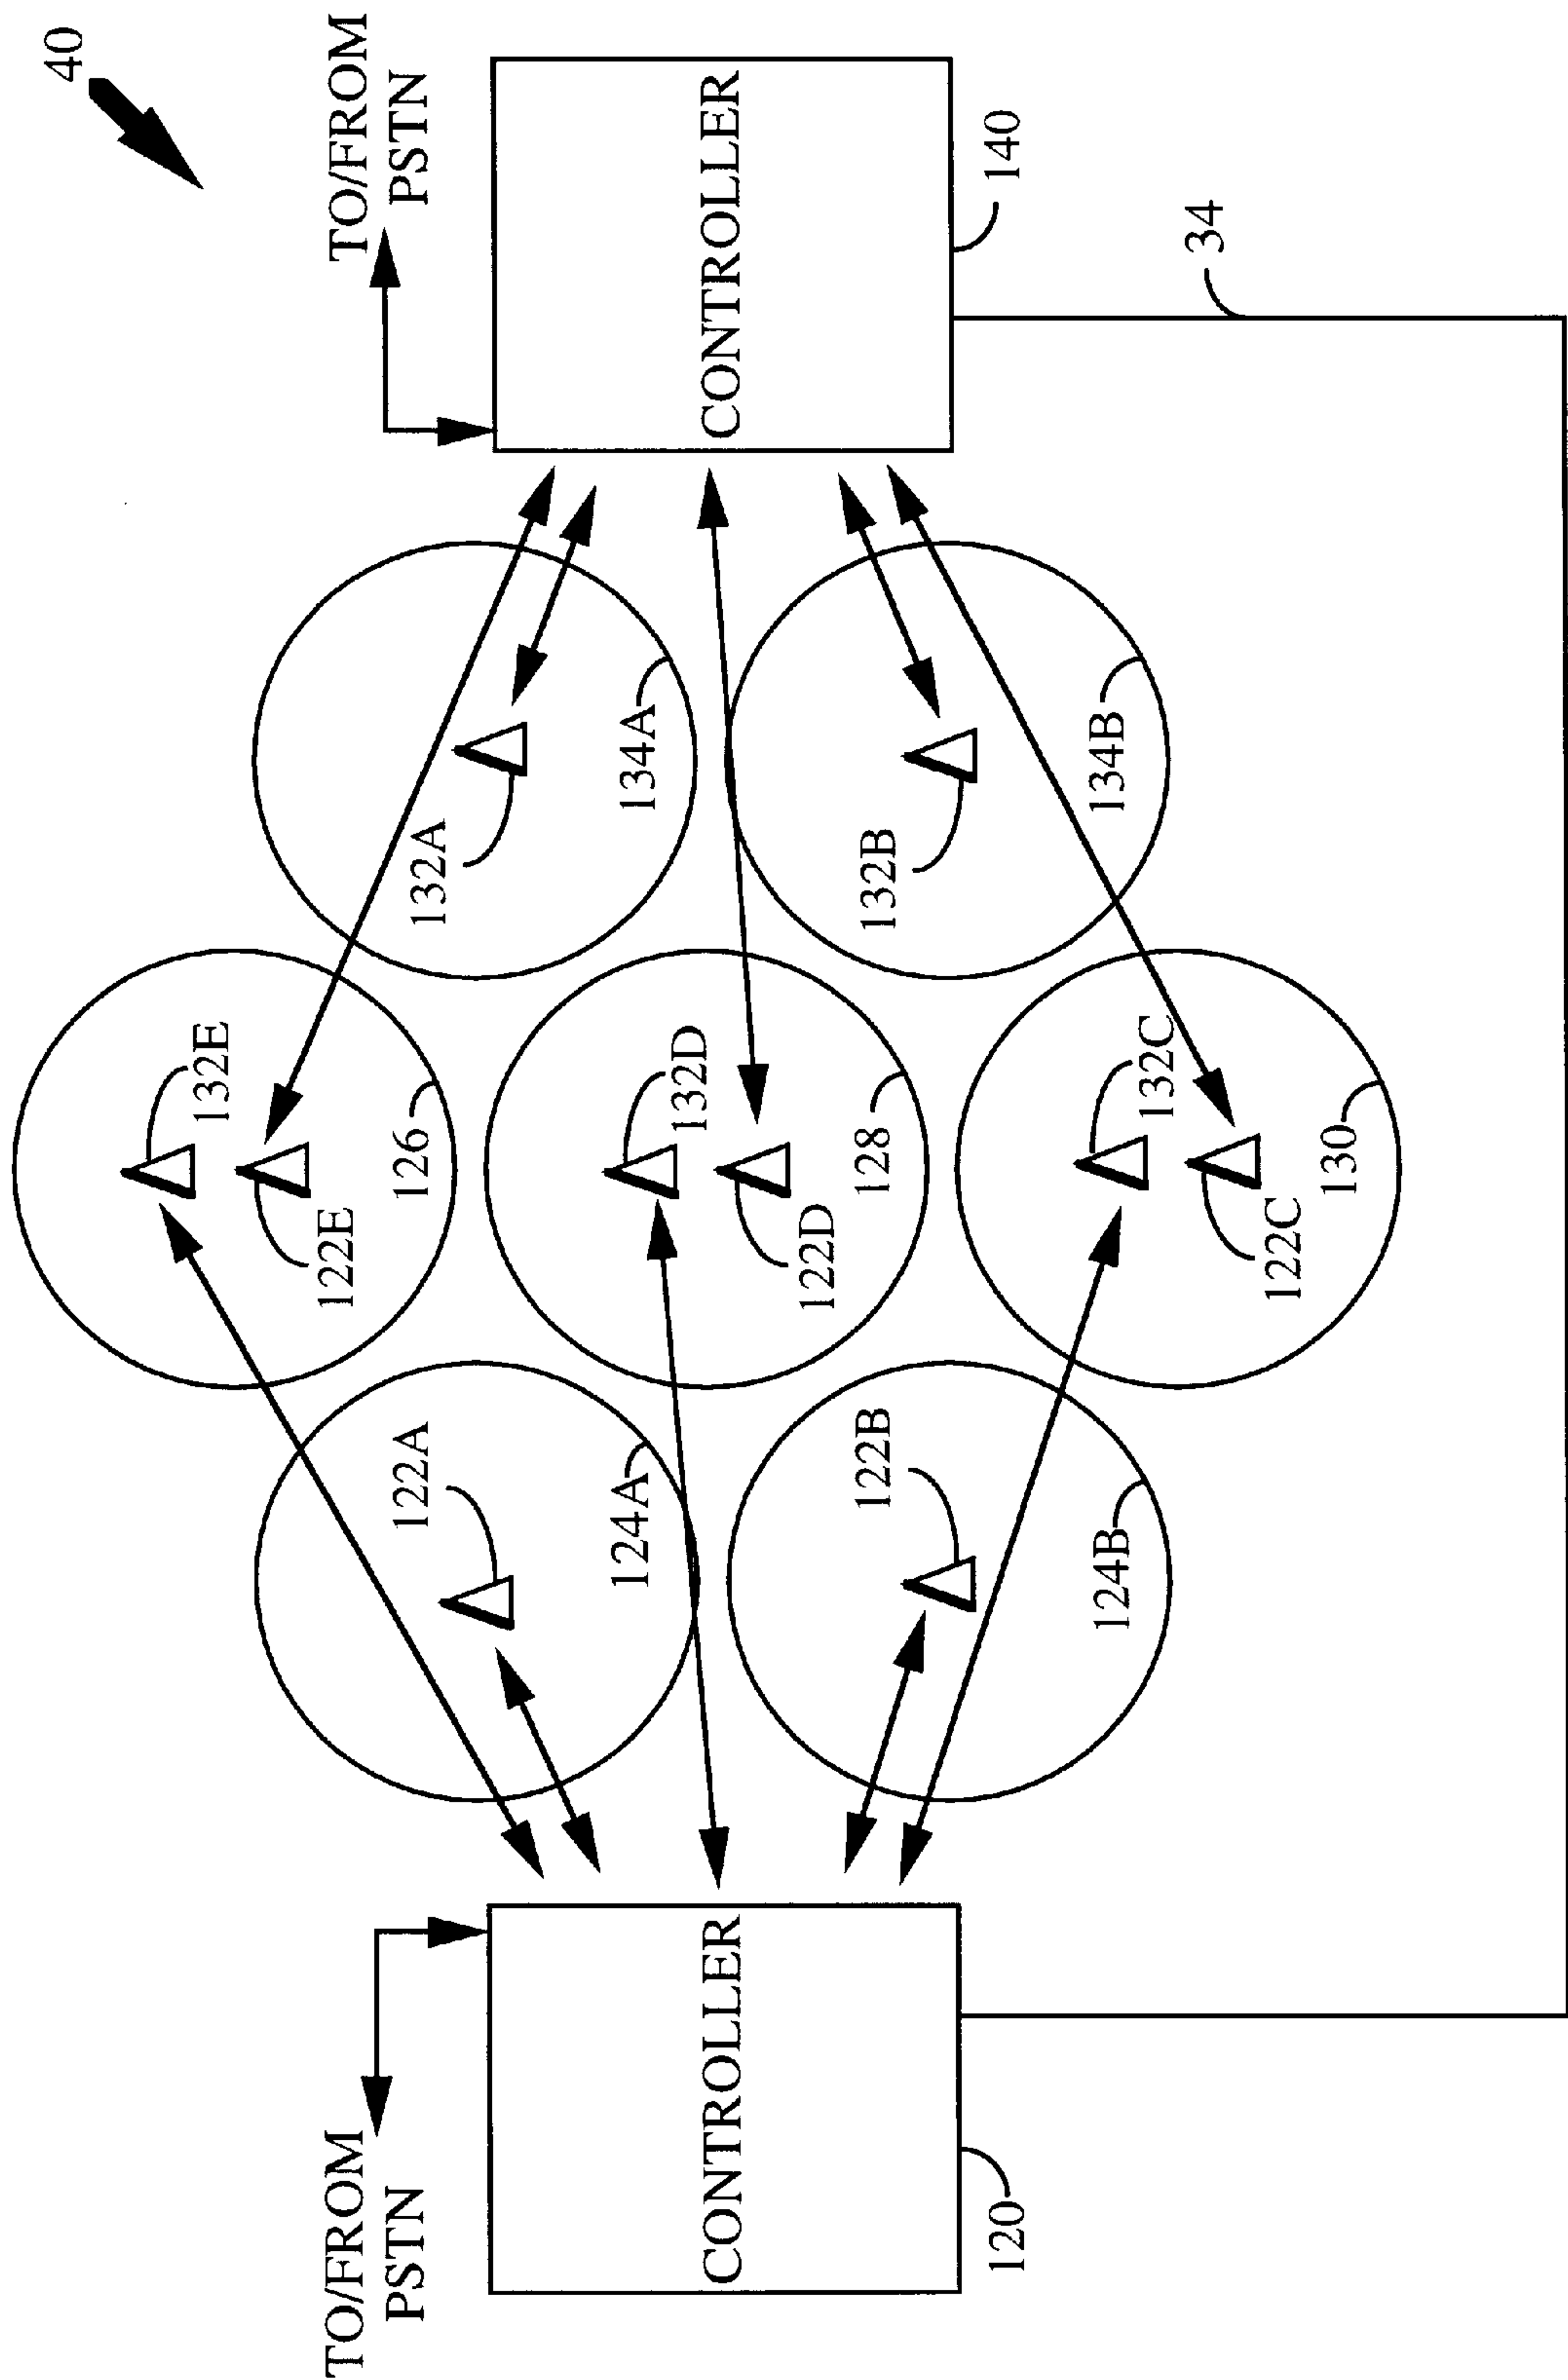 40
TO/FROM
PSTN
TO/FROM
PSTN
132E
122E
126
122A
132A
124A
134A
132D
122D
128
CONTROLLER
CONTROLLER
122B
132B
124B
134B
132C
122C
130
120
140
34